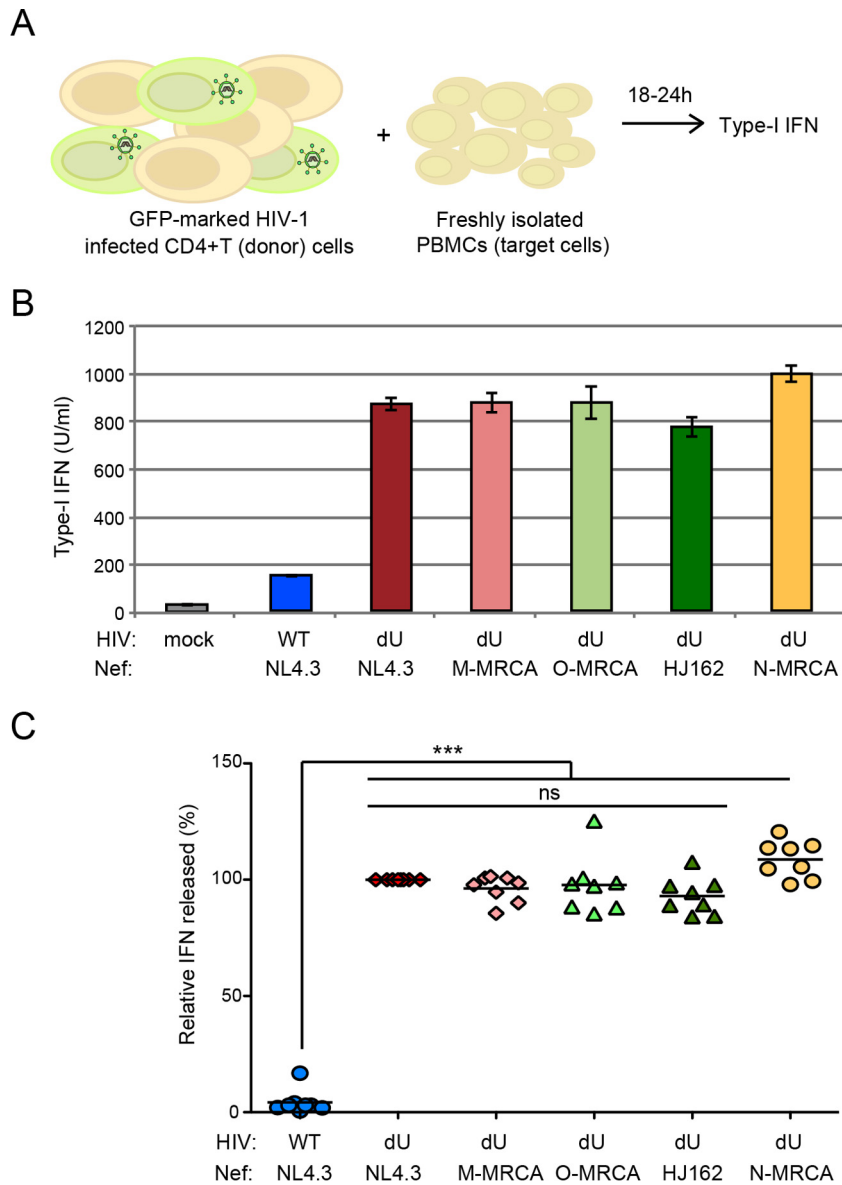 A
18-24h
+
Type-I IFN
GFP-marked HIV-1
infected CD4+T (donor) cells
Freshly isolated
PBMCs (target cells)
B
Type-I IFN (U/ml)
1200
1000
800
600
400
200
0
HIV: mock WT dU dU dU dU dU
Nef: NL4.3 NL4.3 M-MRCA O-MRCA HJ162 N-MRCA
C
Relative IFN released (%)
150
100
50
0
***
ns
HIV: WT dU dU dU dU dU
Nef: NL4.3 NL4.3 M-MRCA O-MRCA HJ162 N-MRCA